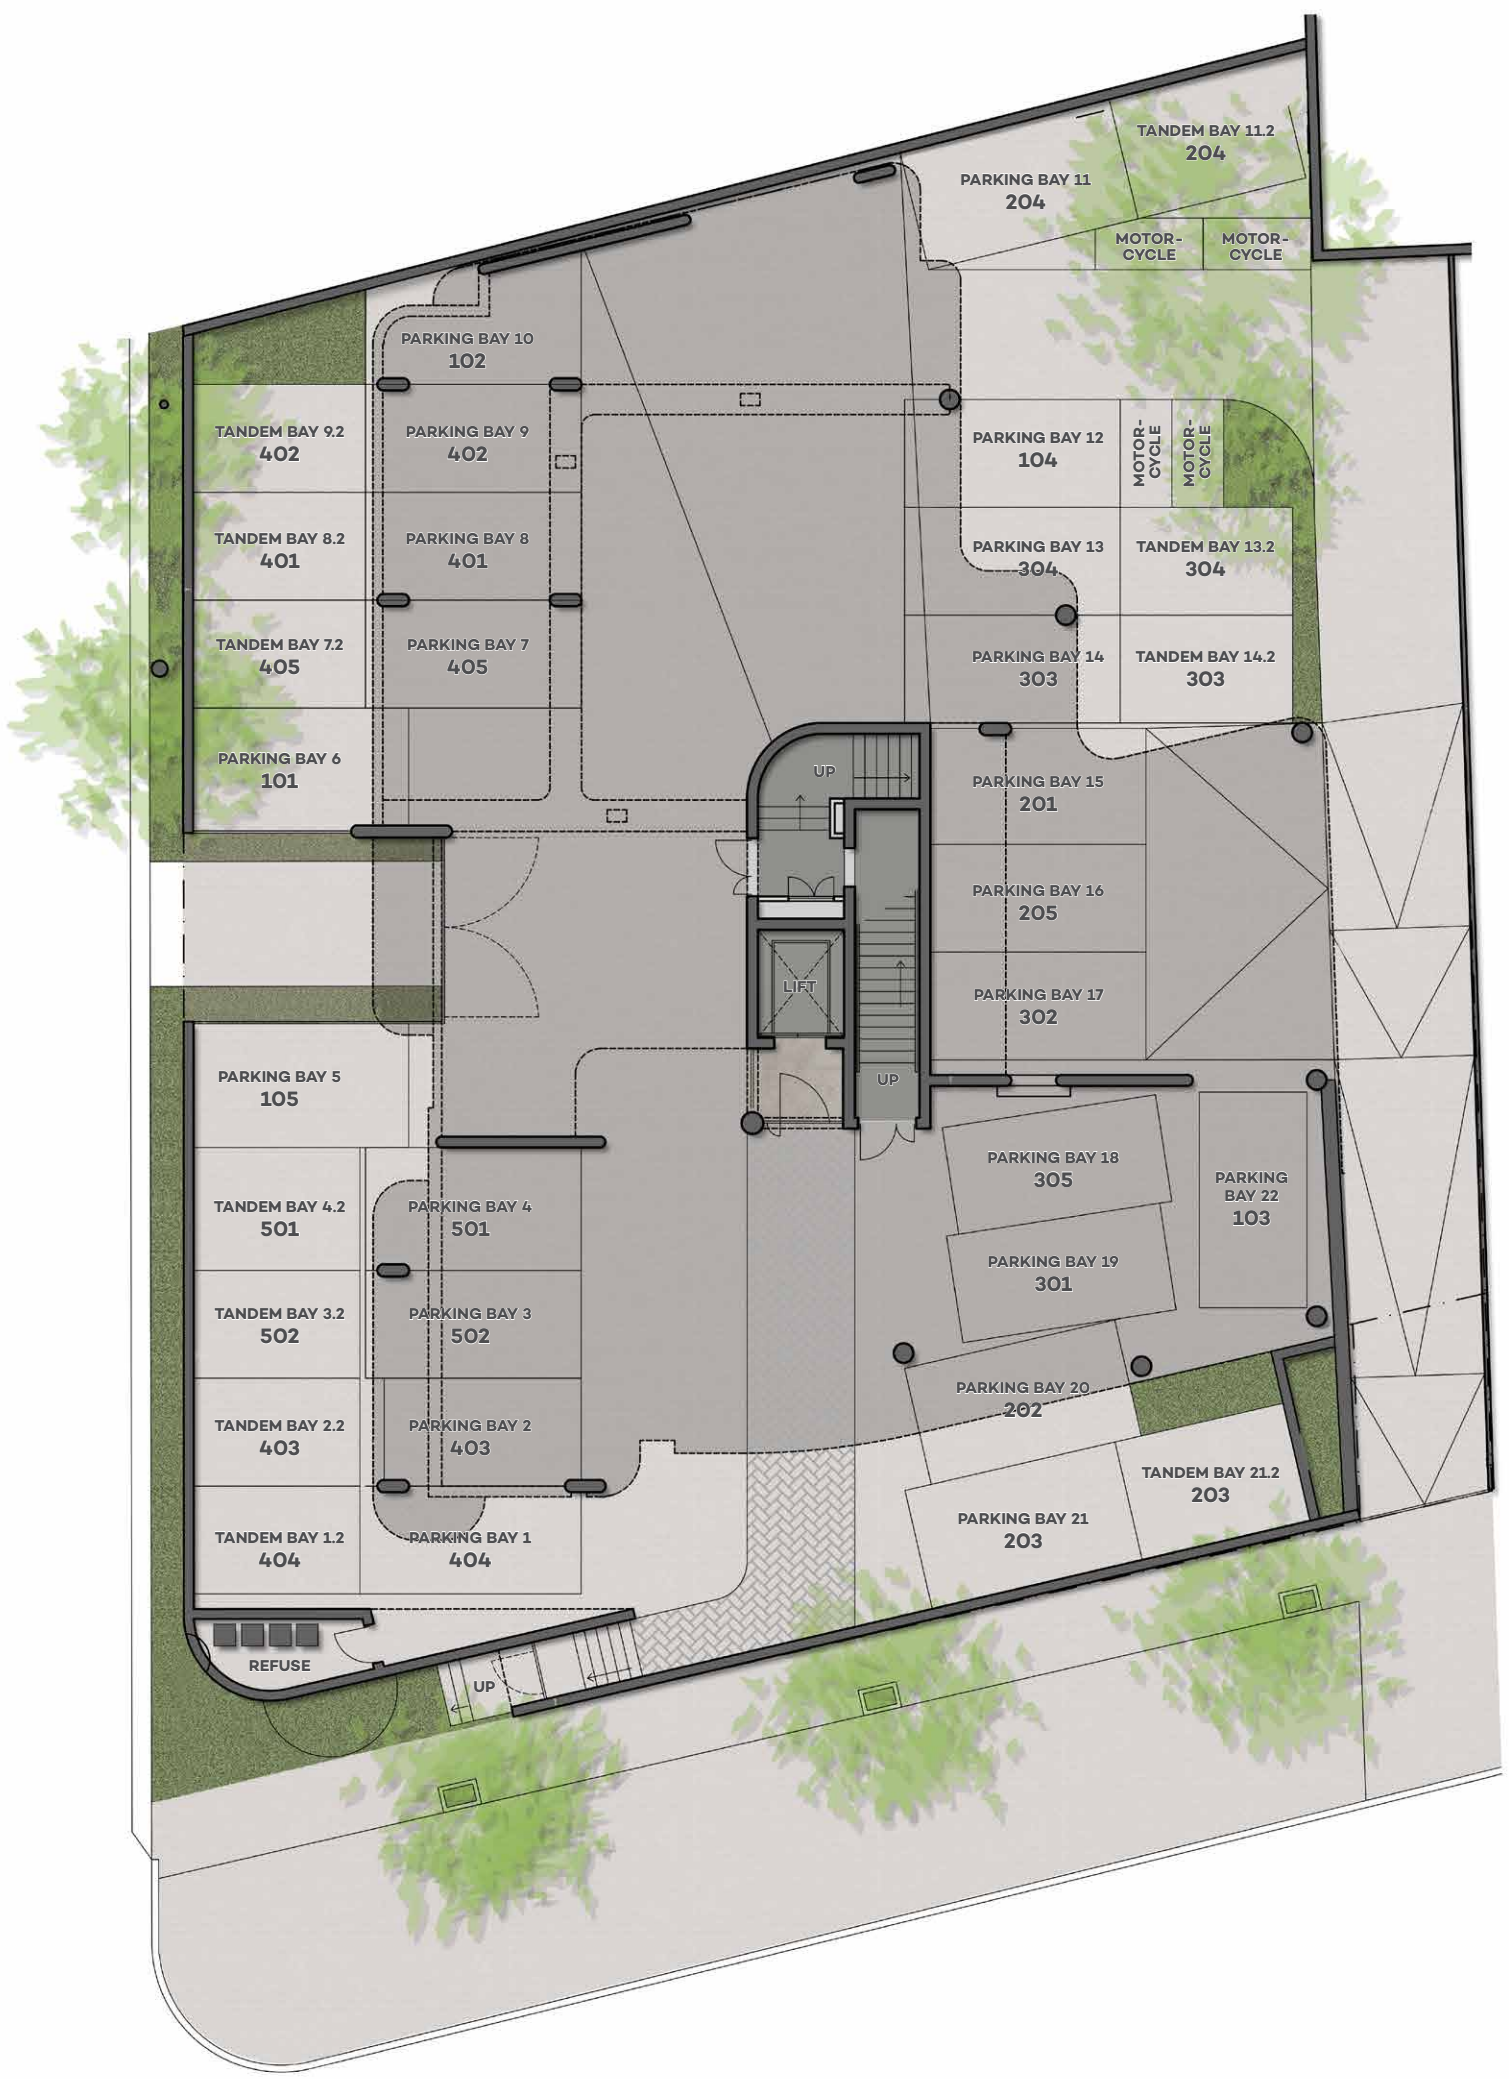 TANDEM BAY 11.2
204
PARKING BAY 11
204
MOTOR-
CYCLE
MOTOR-
CYCLE
PARKING BAY 10
102
TANDEM BAY 9.2
402
PARKING BAY 9
402
PARKING BAY 12
104
MOTOR-
CYCLE
MOTOR-
CYCLE
TANDEM BAY 8.2
401
PARKING BAY 8
401
PARKING BAY 13
304
TANDEM BAY 13.2
304
TANDEM BAY 7.2
405
PARKING BAY 7
405
PARKING BAY 14
303
TANDEM BAY 14.2
303
PARKING BAY 6
101
UP
PARKING BAY 15
201
PARKING BAY 16
205
LIFT
PARKING BAY 17
302
PARKING BAY 5
105
UP
PARKING BAY 18
305
PARKING
BAY 22
103
TANDEM BAY 4.2
501
PARKING BAY 4
501
PARKING BAY 19
301
TANDEM BAY 3.2
502
PARKING BAY 3
502
PARKING BAY 20
202
TANDEM BAY 2.2
403
PARKING BAY 2
403
TANDEM BAY 21.2
203
PARKING BAY 21
203
TANDEM BAY 1.2
404
PARKING BAY 1
404
REFUSE
UP